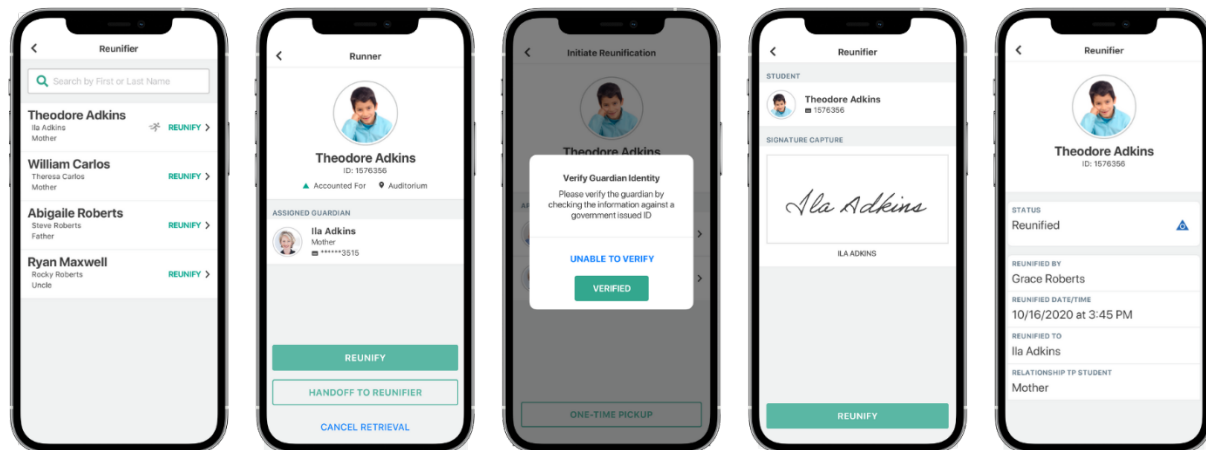 Reunifier
Search by First or Last Name
Theodore Adkins
Ila Adkins
Mother
REUNIFY
William Carlos
Theresa Carlos
Mother
REUNIFY
Abigaile Roberts
Steve Roberts
Father
REUNIFY
Ryan Maxwell
Rocky Roberts
Uncle
REUNIFY
Runner
Theodore Adkins
ID: 1576356
Accounted For Auditorium
ASSIGNED GUARDIAN
Ila Adkins
Mother
******3515
REUNIFY
HANDOFF TO REUNIFIER
CANCEL RETRIEVAL
Initiate Reunification
Theodore Adkins
Verify Guardian Identity
Please verify the guardian by
checking the information against a
government issued ID
UNABLE TO VERIFY
VERIFIED
ONE-TIME PICKUP
Reunifier
STUDENT
Theodore Adkins
1576356
SIGNATURE CAPTURE
Ila Adkins
ILA ADKINS
REUNIFY
Reunifier
Theodore Adkins
ID: 1576356
STATUS
Reunified
REUNIFIED BY
Grace Roberts
REUNIFIED DATE/TIME
10/16/2020 at 3:45 PM
REUNIFIED TO
Ila Adkins
RELATIONSHIP TP STUDENT
Mother